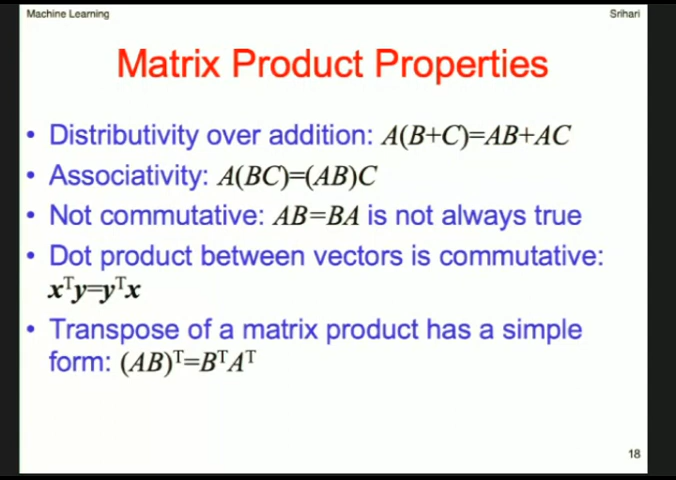 Machine Learning
Srihari
Matrix Product Properties
• Distributivity over addition: A(B+C)=AB+AC
• Associativity: A(BC)=(AB)C
• Not commutative: AB=BA is not always true
• Dot product between vectors is commutative:
xᵀy=yᵀx
• Transpose of a matrix product has a simple
form: (AB)ᵀ=BᵀAᵀ
18